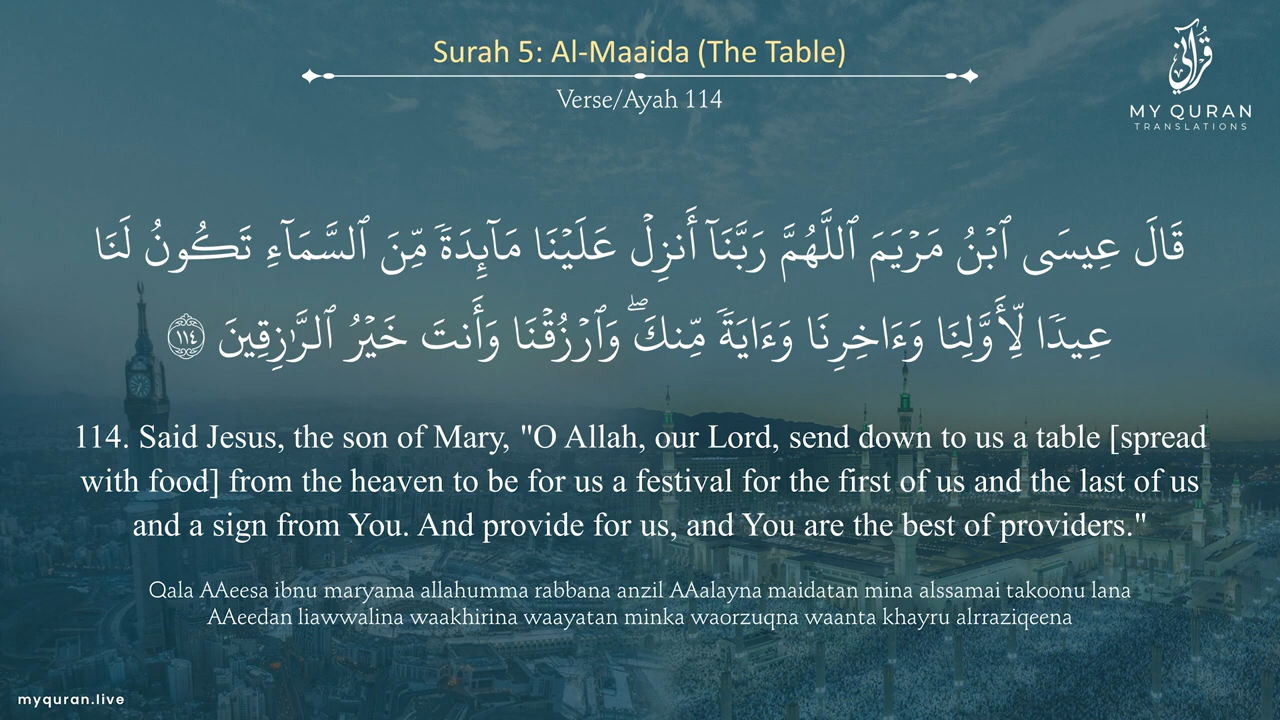 Surah 5: Al-Maaida (The Table)
Verse/Ayah 114
قرآني
MY QURAN
TRANSLATIONS
قَالَ عِيسَى ٱبۡنُ مَرۡيَمَ ٱللَّهُمَّ رَبَّنَآ أَنزِلۡ عَلَيۡنَا مَآئِدَةٗ مِّنَ ٱلسَّمَآءِ تَكُونُ لَنَا
عِيدٗا لِّأَوَّلِنَا وَءَاخِرِنَا وَءَايَةٗ مِّنكَۖ وَٱرۡزُقۡنَا وَأَنتَ خَيۡرُ ٱلرَّٰزِقِينَ ١١٤
114. Said Jesus, the son of Mary, "O Allah, our Lord, send down to us a table [spread
with food] from the heaven to be for us a festival for the first of us and the last of us
and a sign from You. And provide for us, and You are the best of providers."
Qala AAeesa ibnu maryama allahumma rabbana anzil AAalayna maidatan mina alssamai takoonu lana
AAeedan liawwalina waakhirina waayatan minka waorzuqna waanta khayru alrraziqeena
myquran.live